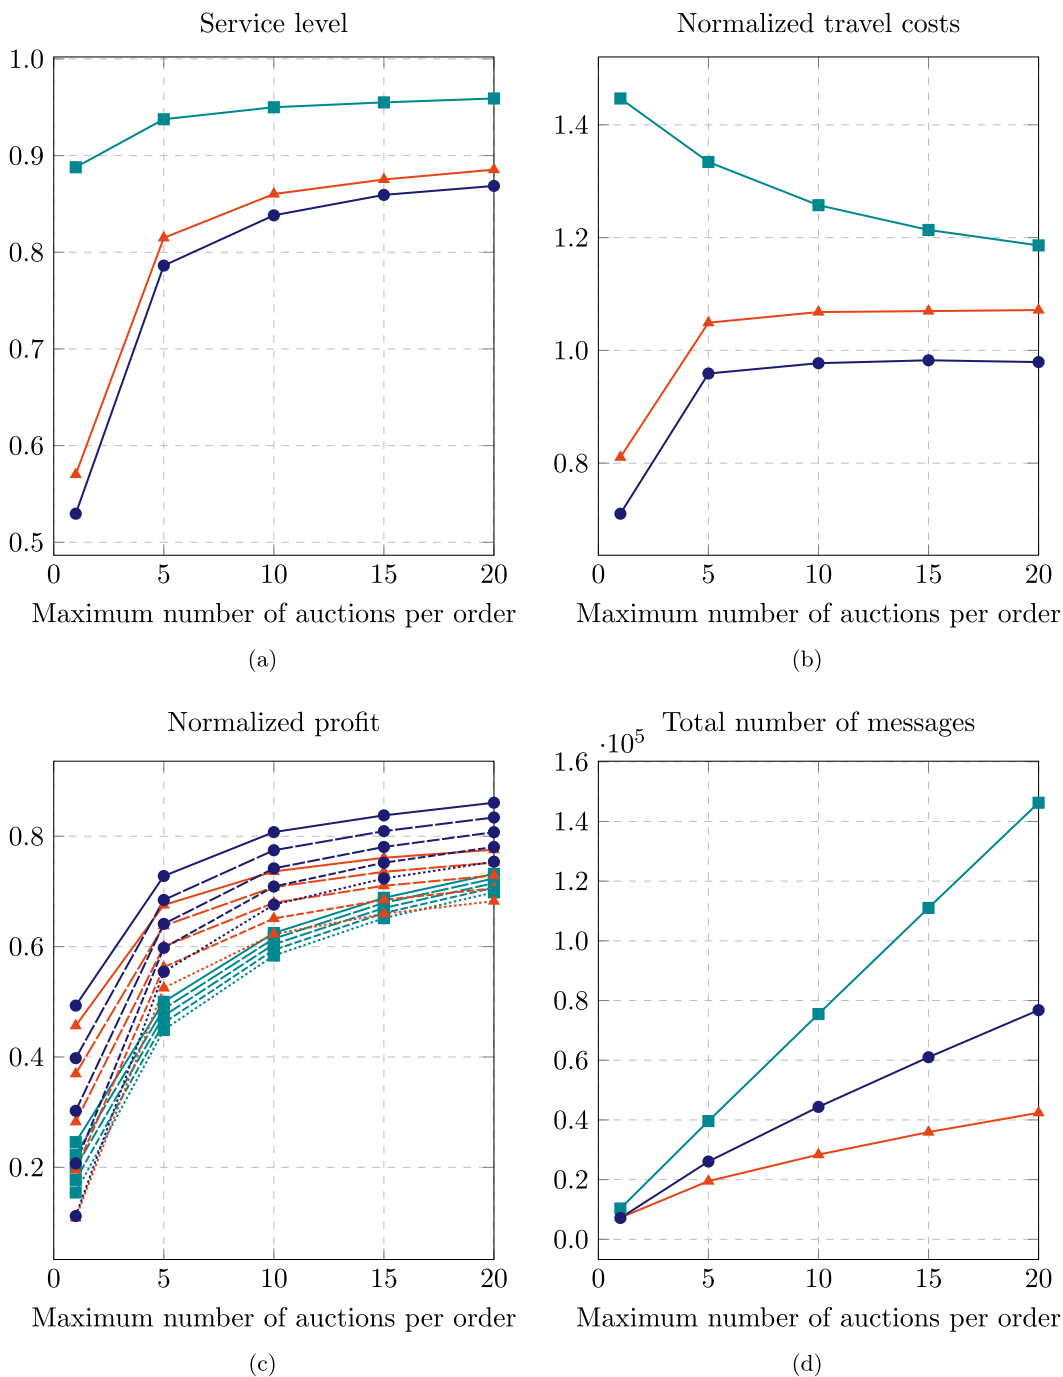 Service level
1.0
0.9
0.8
0.7
0.6
0.5
0 5 10 15 20
Maximum number of auctions per order
(a)
Normalized travel costs
1.4
1.2
1.0
0.8
0 5 10 15 20
Maximum number of auctions per order
(b)
Normalized profit
0.8
0.6
0.4
0.2
0 5 10 15 20
Maximum number of auctions per order
(c)
Total number of messages
·10⁵
1.6
1.4
1.2
1.0
0.8
0.6
0.4
0.2
0.0
0 5 10 15 20
Maximum number of auctions per order
(d)